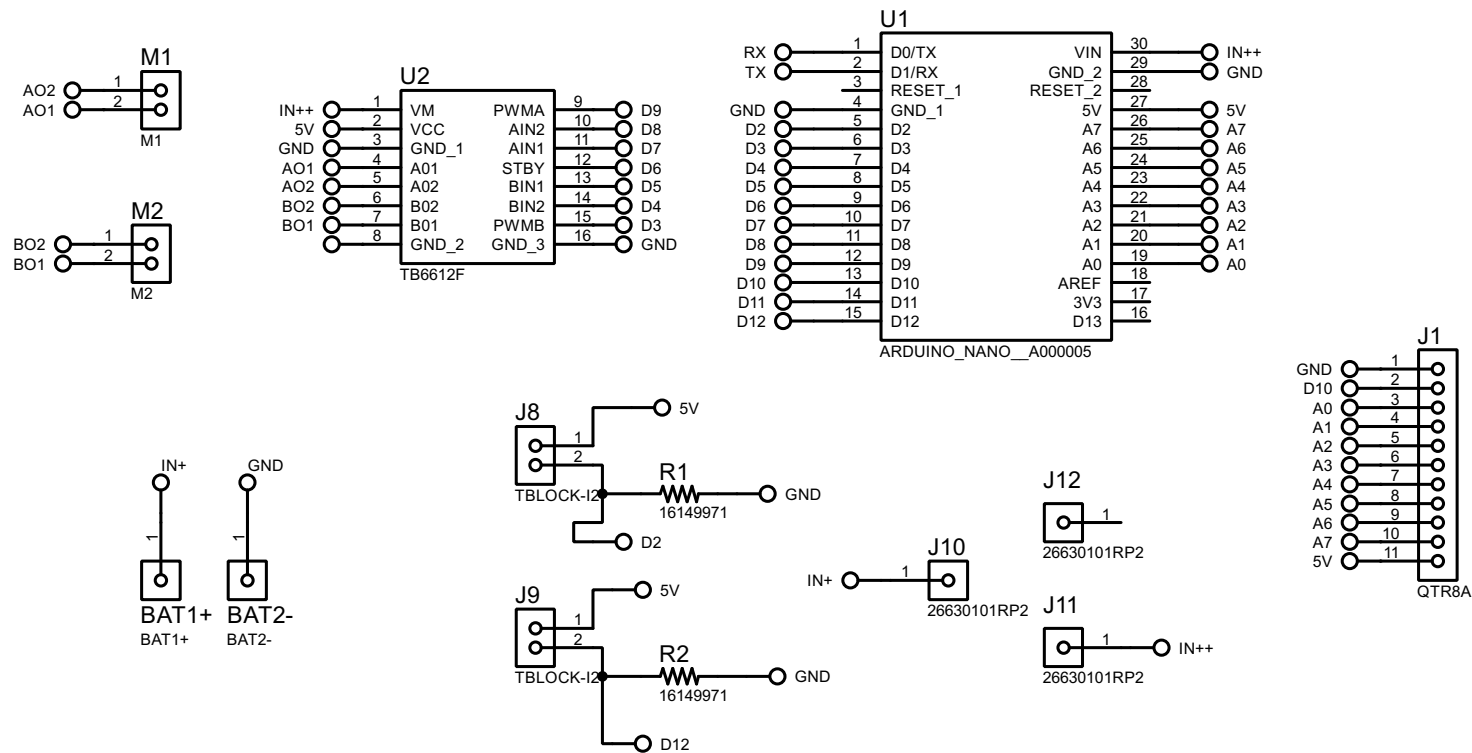 M1
AO2 1
AO1 2
M1
M2
BO2 1
BO1 2
M2
U2
IN++ 1 VM PWMA 9 D9
5V 2 VCC AIN2 10 D8
GND 3 GND_1 AIN1 11 D7
AO1 4 A01 STBY 12 D6
AO2 5 A02 BIN1 13 D5
BO2 6 B02 BIN2 14 D4
BO1 7 B01 PWMB 15 D3
8 GND_2 GND_3 16 GND
TB6612F
U1
RX 1 D0/TX VIN 30 IN++
TX 2 D1/RX GND_2 29 GND
3 RESET_1 RESET_2 28
GND 4 GND_1 5V 27 5V
D2 5 D2 A7 26 A7
D3 6 D3 A6 25 A6
D4 7 D4 A5 24 A5
D5 8 D5 A4 23 A4
D6 9 D6 A3 22 A3
D7 10 D7 A2 21 A2
D8 11 D8 A1 20 A1
D9 12 D9 A0 19 A0
D10 13 D10 AREF 18
D11 14 D11 3V3 17
D12 15 D12 D13 16
ARDUINO_NANO__A000005
J1
GND 1
D10 2
A0 3
A1 4
A2 5
A3 6
A4 7
A5 8
A6 9
A7 10
5V 11
QTR8A
IN+ GND
1 1
BAT1+ BAT2-
BAT1+ BAT2-
J8
5V
1
2
TBLOCK-I2
R1
GND
16149971
D2
J9
5V
1
2
TBLOCK-I2
R2
GND
16149971
D12
J10
IN+ 1
26630101RP2
J12
1
26630101RP2
J11
1 IN++
26630101RP2